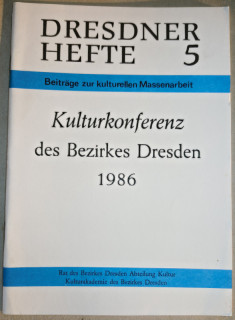 DRESDNER
HEFTE 5
Beiträge zur kulturellen Massenarbeit
Kulturkonferenz
des Bezirkes Dresden
1986
Rat des Bezirkes Dresden Abteilung Kultur
Kulturakademie des Bezirkes Dresden